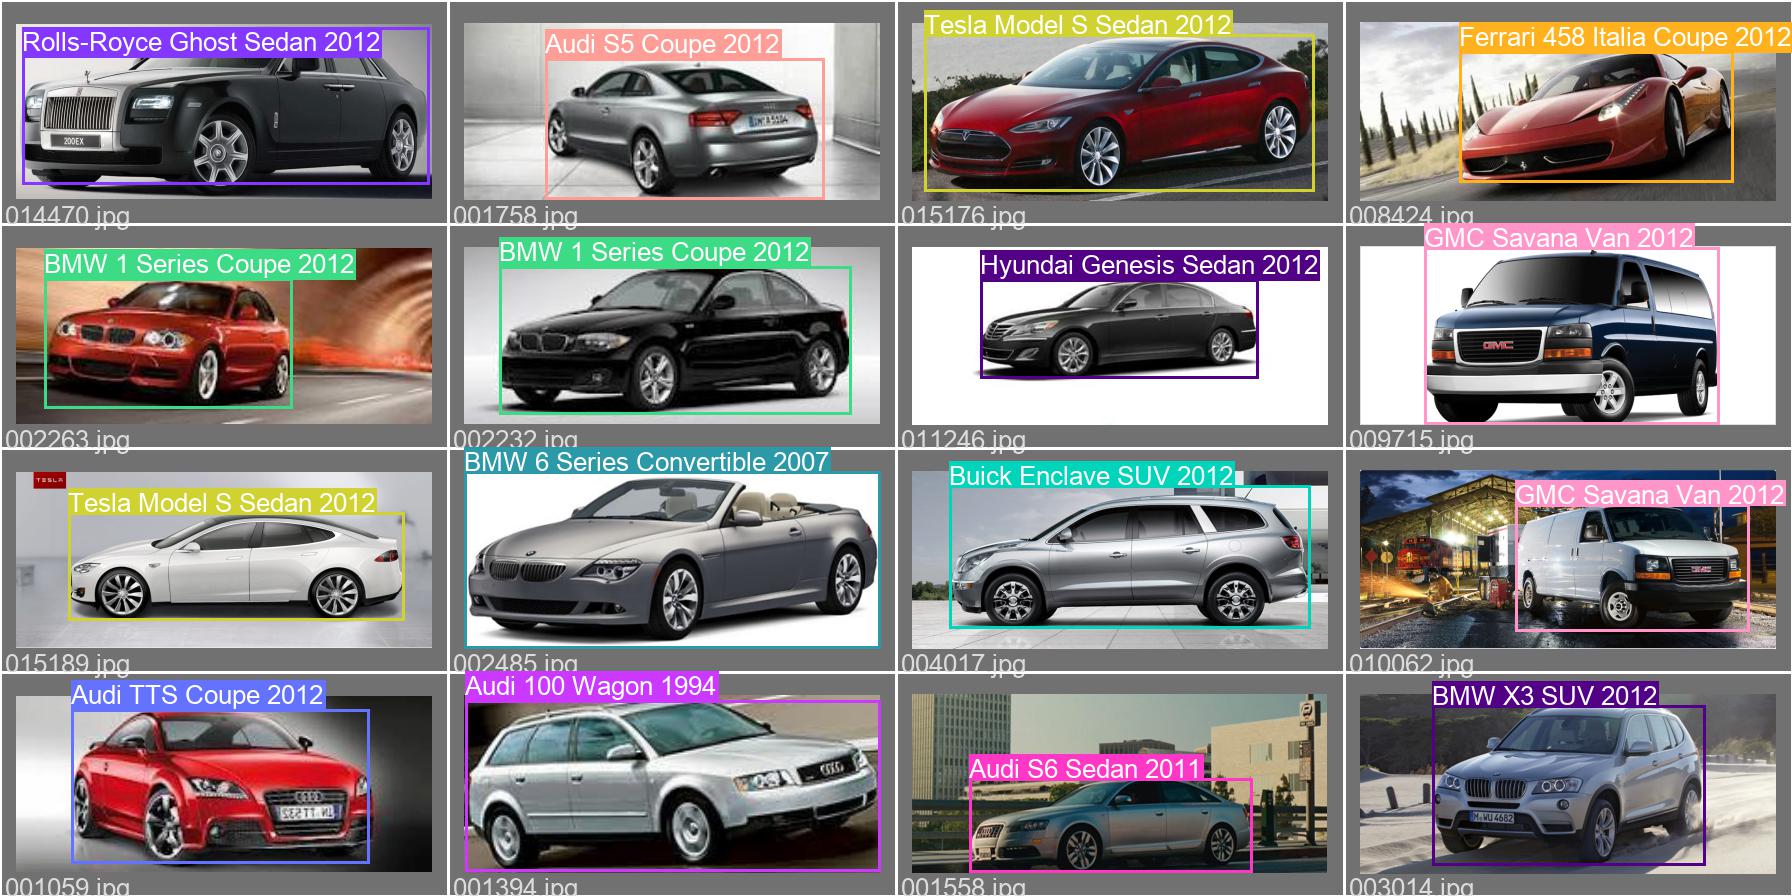 Rolls-Royce Ghost Sedan 2012
200EX
014470.jpg
Audi S5 Coupe 2012
001758.jpg
Tesla Model S Sedan 2012
015176.jpg
Ferrari 458 Italia Coupe 2012
008424.jpg
BMW 1 Series Coupe 2012
002263.jpg
BMW 1 Series Coupe 2012
002232.jpg
Hyundai Genesis Sedan 2012
011246.jpg
GMC Savana Van 2012
GMC
009715.jpg
TESLA
Tesla Model S Sedan 2012
015189.jpg
BMW 6 Series Convertible 2007
002485.jpg
Buick Enclave SUV 2012
004017.jpg
GMC Savana Van 2012
GMC
010062.jpg
Audi TTS Coupe 2012
001059.jpg
Audi 100 Wagon 1994
001394.jpg
Audi S6 Sedan 2011
001558.jpg
BMW X3 SUV 2012
M WU 4682
003014.jpg